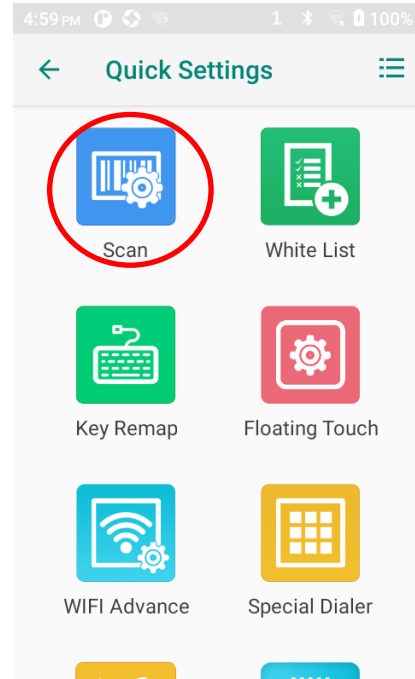 4:59 PM 1 100%
Quick Settings
Scan White List
Key Remap Floating Touch
WIFI Advance Special Dialer